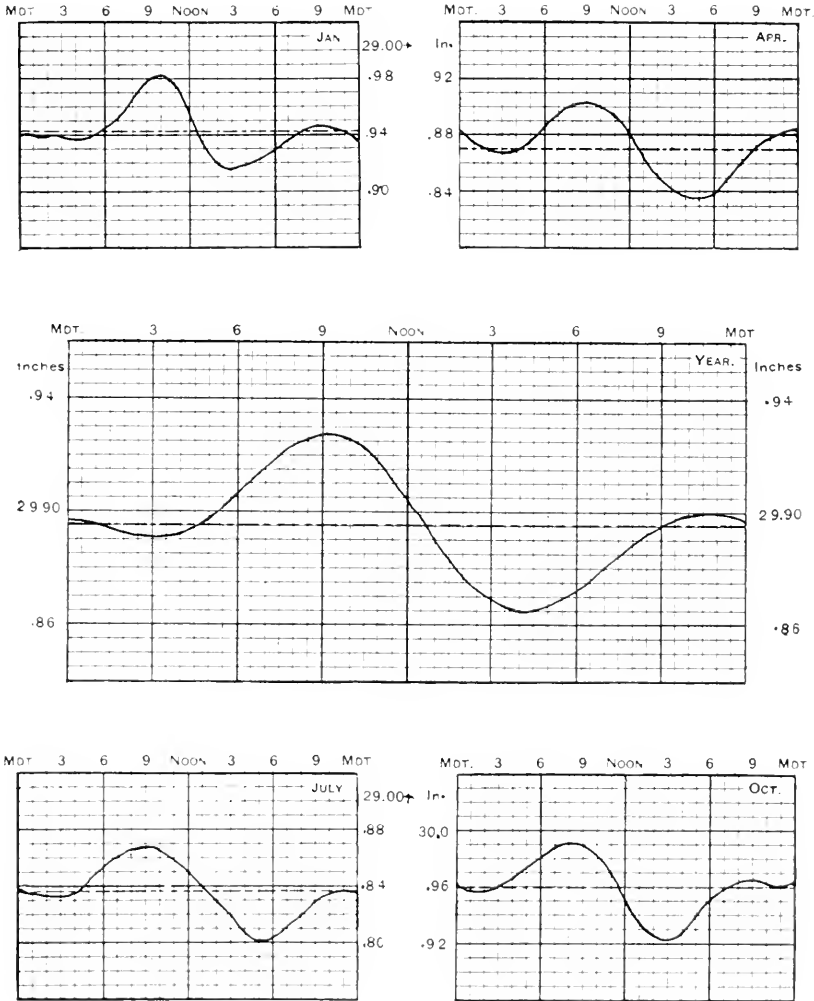 MDT 3 6 9 NOON 3 6 9 MDT
JAN
29.00+
.98
.94
.90
MDT. 3 6 9 NOON 3 6 9 MDT.
In.
APR.
.92
.88
.84
MDT. 3 6 9 NOON 3 6 9 MDT
Inches
YEAR.
Inches
.94
.94
29.90
29.90
.86
.86
MDT 3 6 9 NOON 3 6 9 MDT
JULY
29.00+
.88
.84
.80
MDT. 3 6 9 NOON 3 6 9 MDT
In.
OCT.
30.0
.96
.92